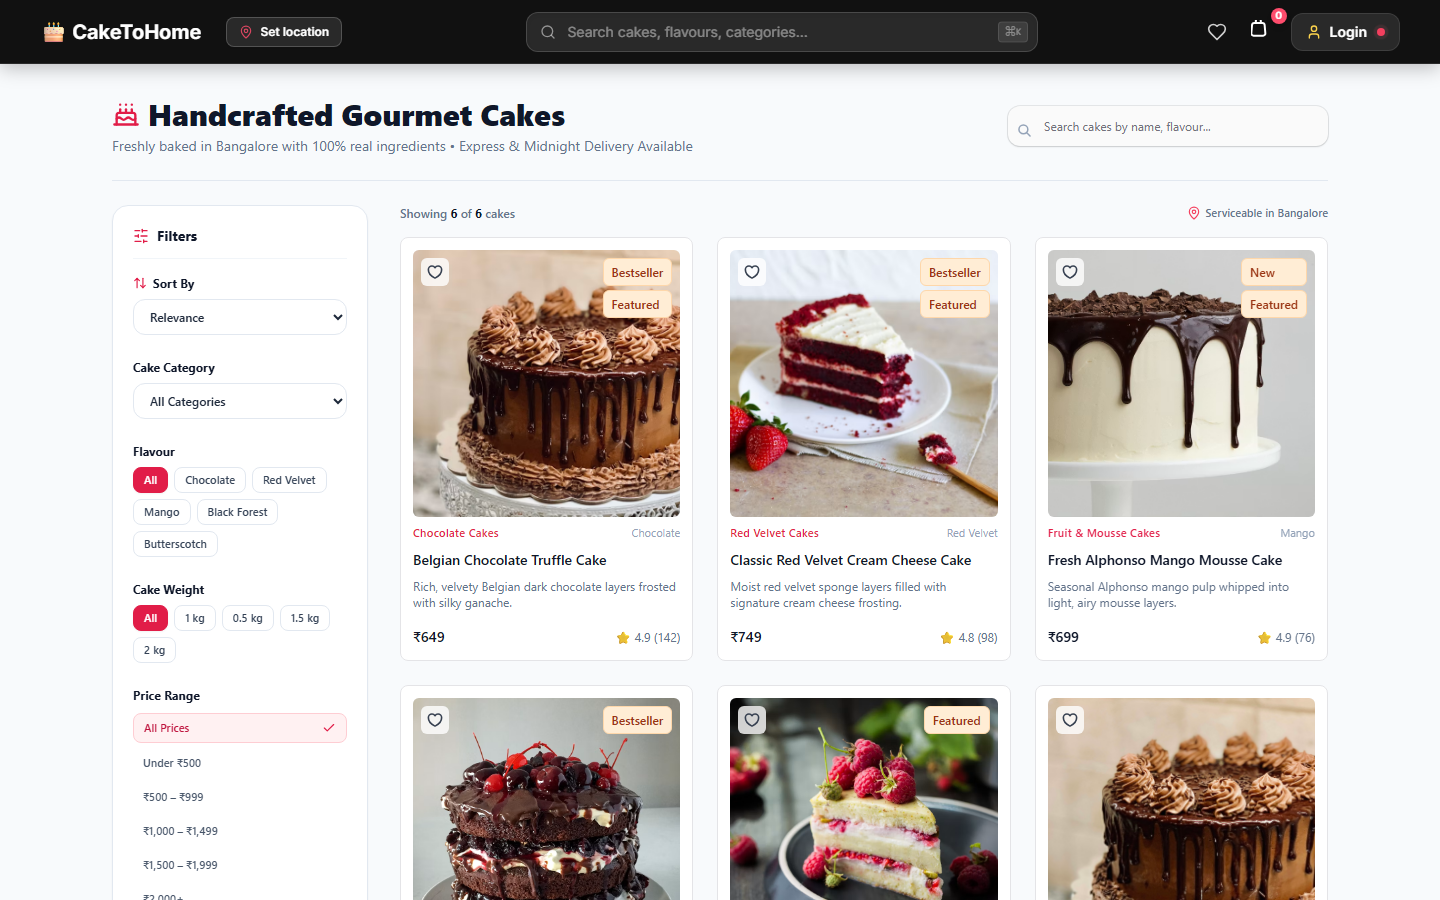 CakeToHome
Set location
Search cakes, flavours, categories...
⌘K
0
Login
Handcrafted Gourmet Cakes
Freshly baked in Bangalore with 100% real ingredients • Express & Midnight Delivery Available
Search cakes by name, flavour...
Filters
Sort By
Relevance
Cake Category
All Categories
Flavour
All
Chocolate
Red Velvet
Mango
Black Forest
Butterscotch
Cake Weight
All
1 kg
0.5 kg
1.5 kg
2 kg
Price Range
All Prices
Under ₹500
₹500 – ₹999
₹1,000 – ₹1,499
₹1,500 – ₹1,999
₹2,000+
Showing 6 of 6 cakes
Serviceable in Bangalore
Bestseller
Featured
Chocolate Cakes
Chocolate
Belgian Chocolate Truffle Cake
Rich, velvety Belgian dark chocolate layers frosted
with silky ganache.
₹649
4.9 (142)
Bestseller
Featured
Red Velvet Cakes
Red Velvet
Classic Red Velvet Cream Cheese Cake
Moist red velvet sponge layers filled with
signature cream cheese frosting.
₹749
4.8 (98)
New
Featured
Fruit & Mousse Cakes
Mango
Fresh Alphonso Mango Mousse Cake
Seasonal Alphonso mango pulp whipped into
light, airy mousse layers.
₹699
4.9 (76)
Bestseller
Featured